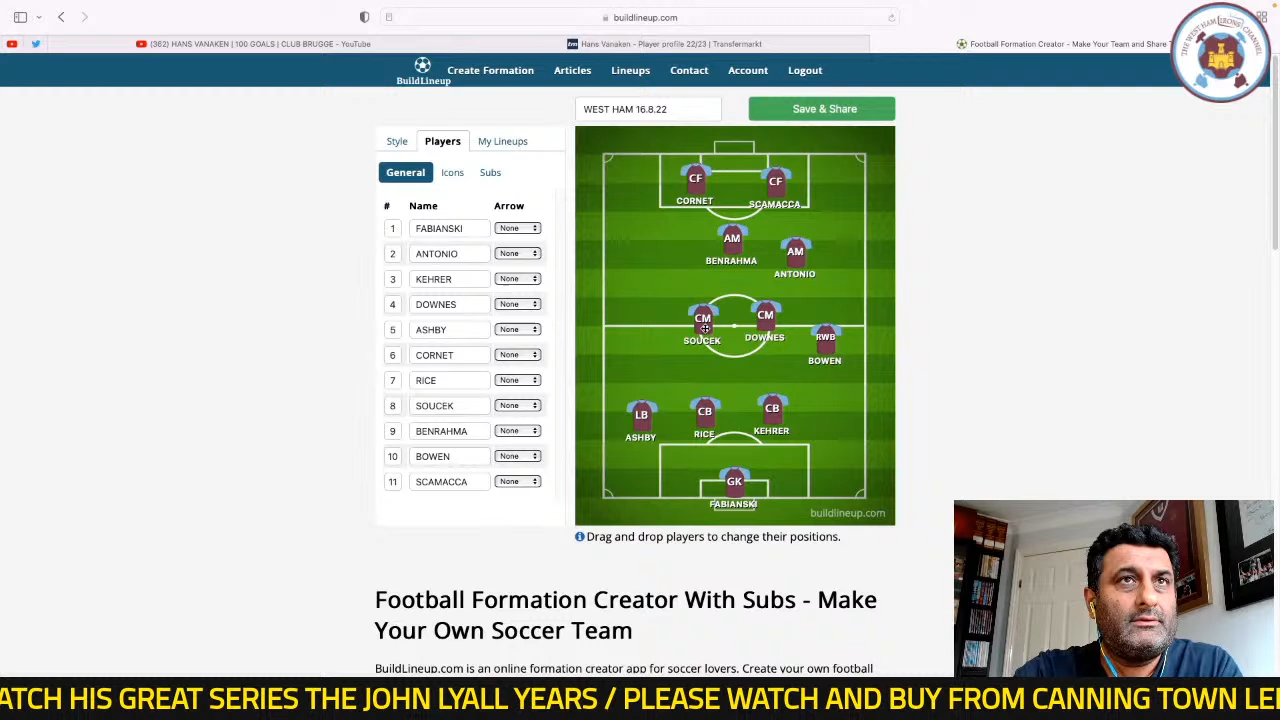 buildlineup.com
(362) HANS VANAKEN | 100 GOALS | CLUB BRUGGE - YouTube
tm Hans Vanaken - Player profile 22/23 | Transfermarkt
Football Formation Creator - Make Your Team and Share
THE WEST HAM IRONS CHANNEL
BuildLineup
Create Formation
Articles
Lineups
Contact
Account
Logout
WEST HAM 16.8.22
Save & Share
Style
Players
My Lineups
General
Icons
Subs
# Name Arrow
1 FABIANSKI None
2 ANTONIO None
3 KEHRER None
4 DOWNES None
5 ASHBY None
6 CORNET None
7 RICE None
8 SOUCEK None
9 BENRAHMA None
10 BOWEN None
11 SCAMACCA None
CF CF
CORNET SCAMACCA
AM AM
BENRAHMA ANTONIO
CM CM RWB
SOUCEK DOWNES BOWEN
LB CB CB
ASHBY RICE KEHRER
GK
FABIANSKI
buildlineup.com
Drag and drop players to change their positions.
Football Formation Creator With Subs - Make
Your Own Soccer Team
BuildLineup.com is an online formation creator app for soccer lovers. Create your own football
ATCH HIS GREAT SERIES THE JOHN LYALL YEARS / PLEASE WATCH AND BUY FROM CANNING TOWN LE